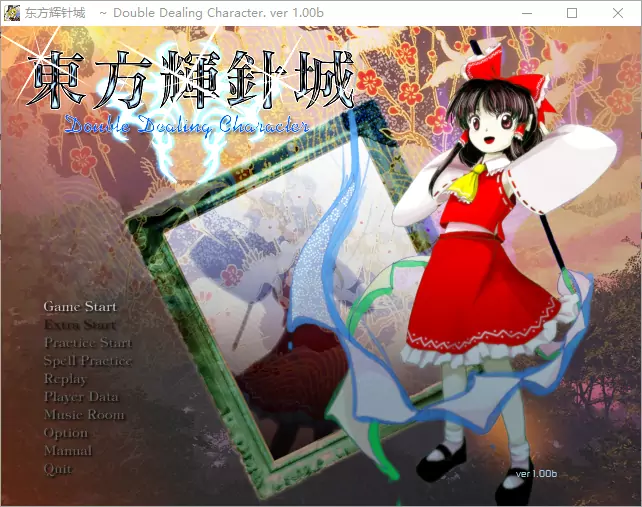 东方辉针城 ~ Double Dealing Character. ver 1.00b
東方輝針城
Double Dealing Character
Game Start
Extra Start
Practice Start
Spell Practice
Replay
Player Data
Music Room
Option
Manual
Quit
ver 1.00b